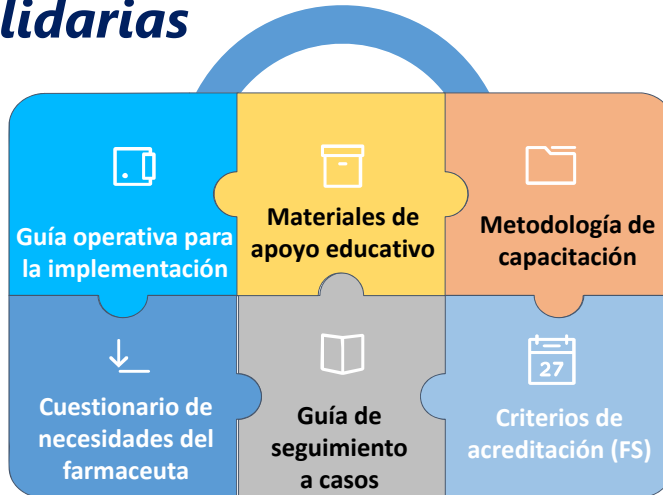 lidarias
Guía operativa para
la implementación
Materiales de
apoyo educativo
Metodología de
capacitación
Cuestionario de
necesidades del
farmaceuta
Guía de
seguimiento
a casos
27
Criterios de
acreditación (FS)